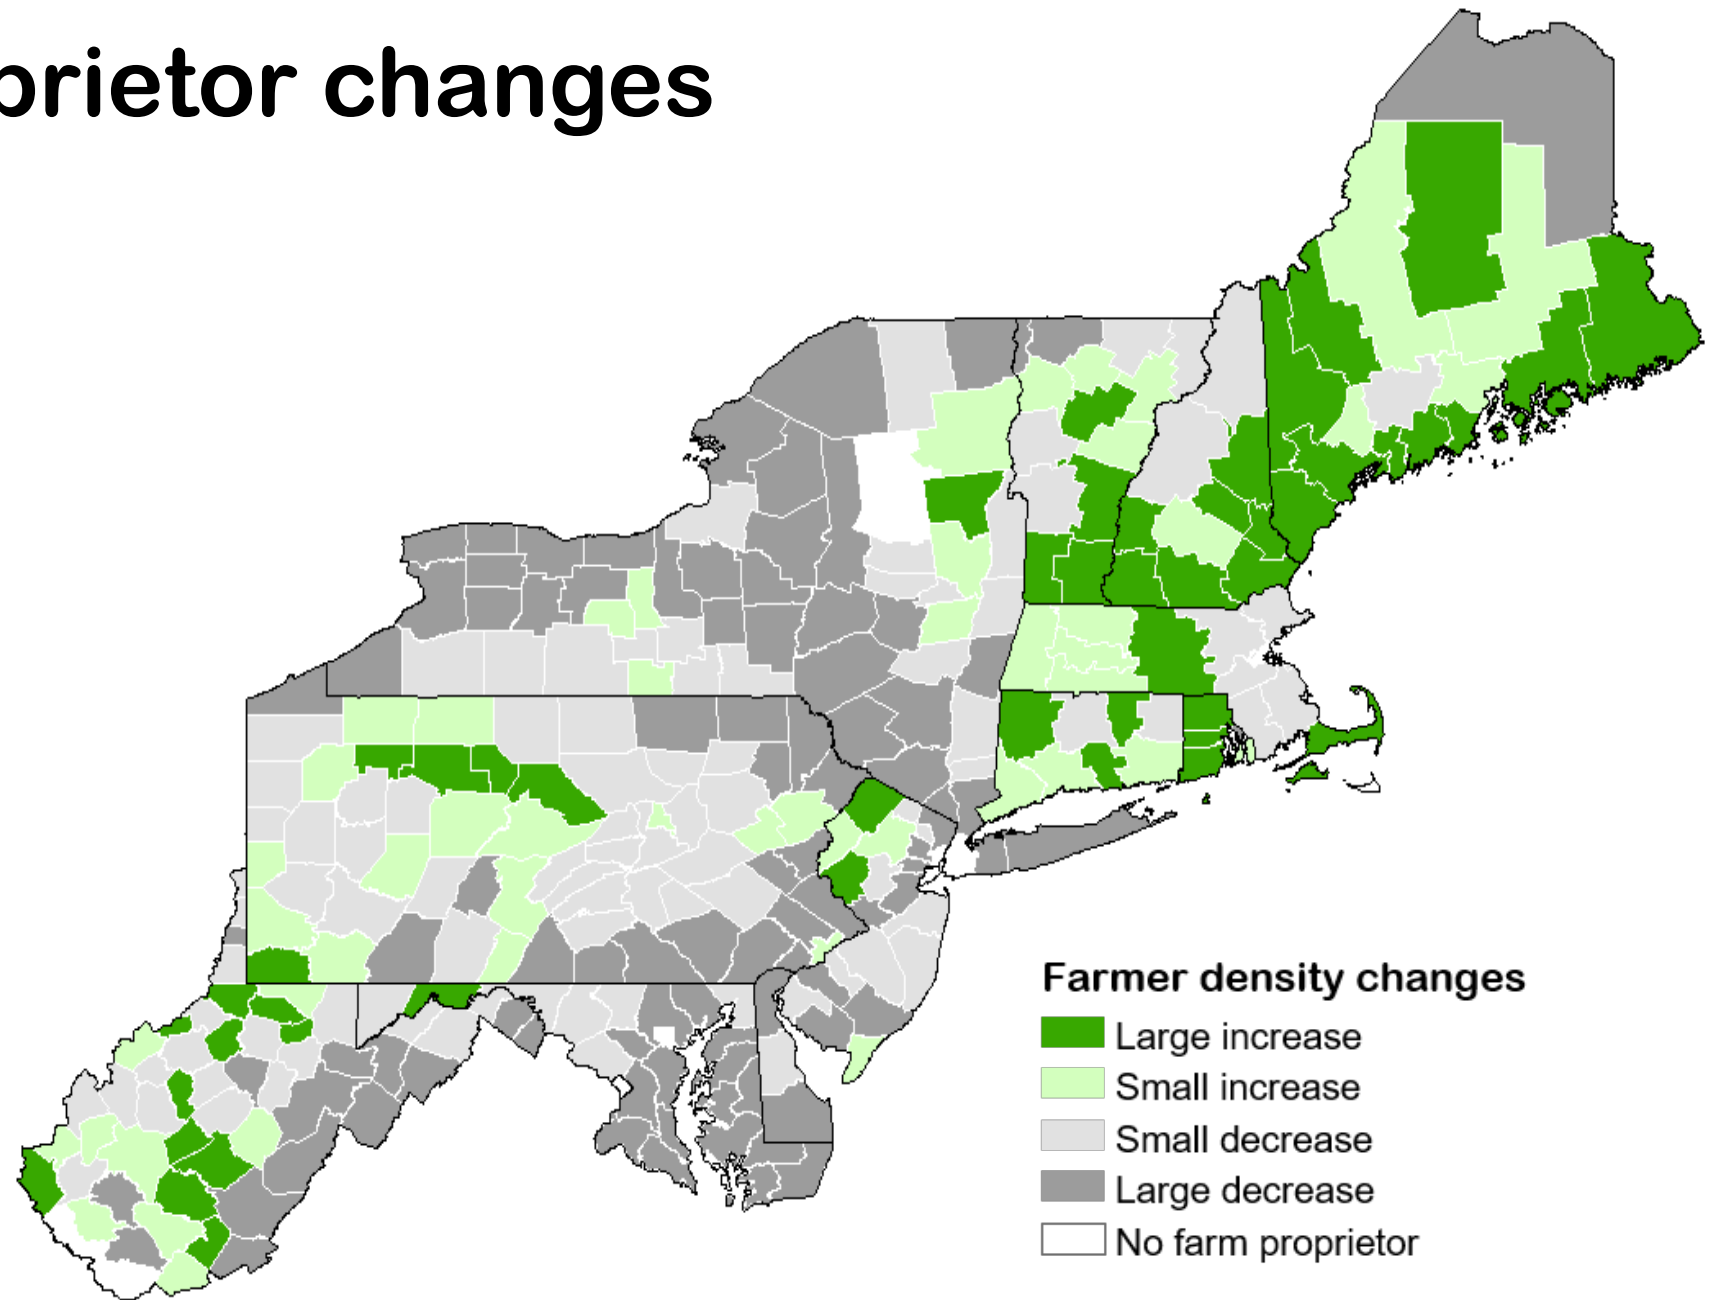 prietor changes
Farmer density changes
Large increase
Small increase
Small decrease
Large decrease
No farm proprietor